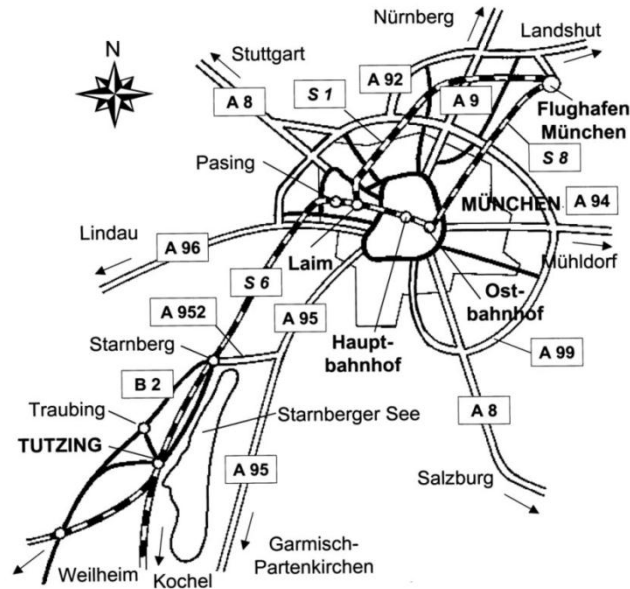 Nürnberg
Landshut
N
Stuttgart
A 92
S 1
A 9
A 8
Flughafen
München
Pasing
S 8
MÜNCHEN
A 94
Lindau
A 96
Laim
Mühldorf
S 6
Ost-
bahnhof
A 952
A 95
Haupt-
bahnhof
Starnberg
A 99
B 2
A 8
Traubing
Starnberger See
TUTZING
A 95
Salzburg
Garmisch-
Partenkirchen
Weilheim
Kochel